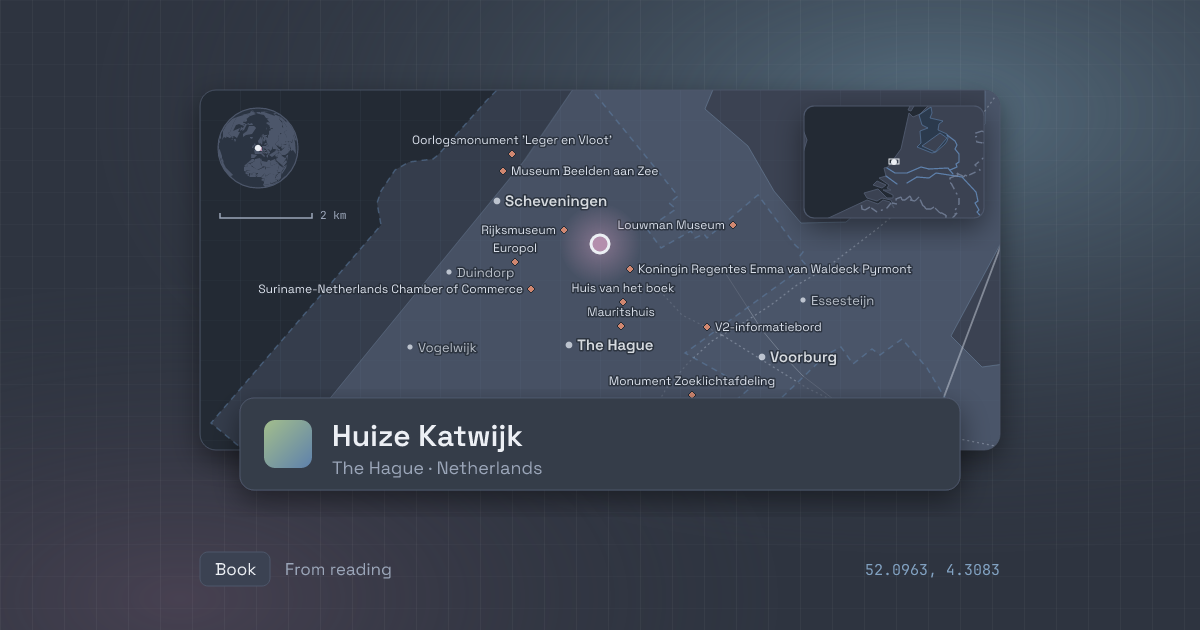 Oorlogsmonument 'Leger en Vloot'
Museum Beelden aan Zee
Scheveningen
2 km
Louwman Museum
Rijksmuseum
Europol
Koningin Regentes Emma van Waldeck Pyrmont
Duindorp
Suriname-Netherlands Chamber of Commerce
Huis van het boek
Essesteijn
Mauritshuis
V2-informatiebord
Vogelwijk
The Hague
Voorburg
Monument Zoeklichtafdeling
Huize Katwijk
The Hague · Netherlands
Book
From reading
52.0963, 4.3083